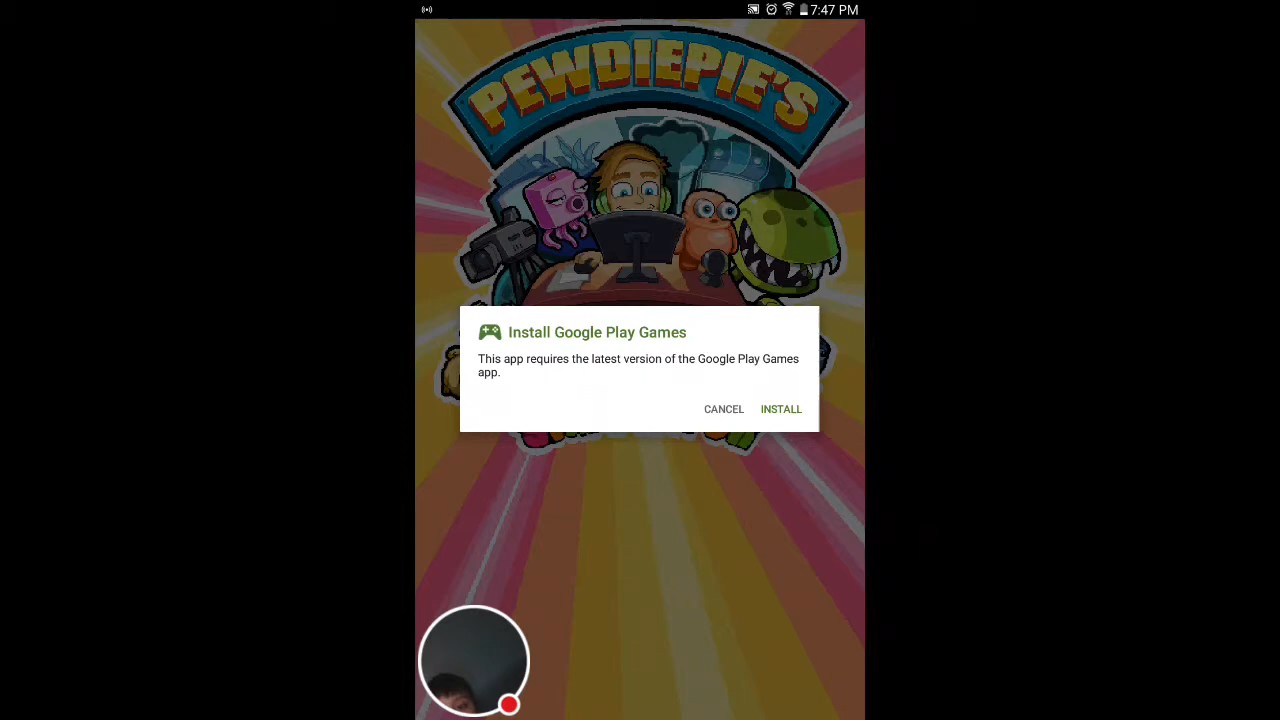 7:47 PM
PEWDIEPIE'S
Install Google Play Games
This app requires the latest version of the Google Play Games
app.
CANCEL INSTALL